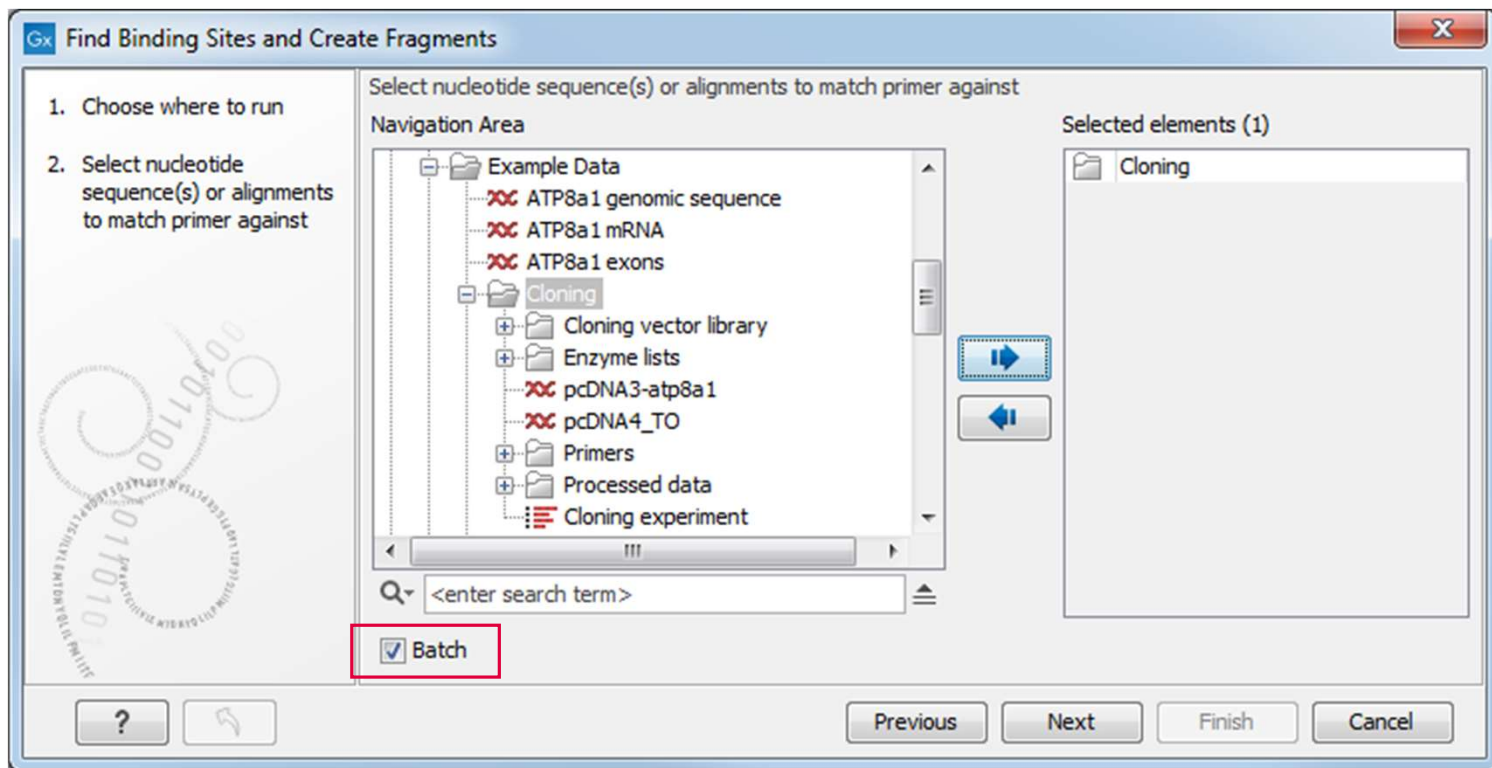 Gx Find Binding Sites and Create Fragments
1. Choose where to run
2. Select nucleotide
sequence(s) or alignments
to match primer against
Select nucleotide sequence(s) or alignments to match primer against
Navigation Area
Example Data
ATP8a1 genomic sequence
ATP8a1 mRNA
ATP8a1 exons
Cloning
Cloning vector library
Enzyme lists
pcDNA3-atp8a1
pcDNA4_TO
Primers
Processed data
Cloning experiment
<enter search term>
Batch
Selected elements (1)
Cloning
?
Previous
Next
Finish
Cancel